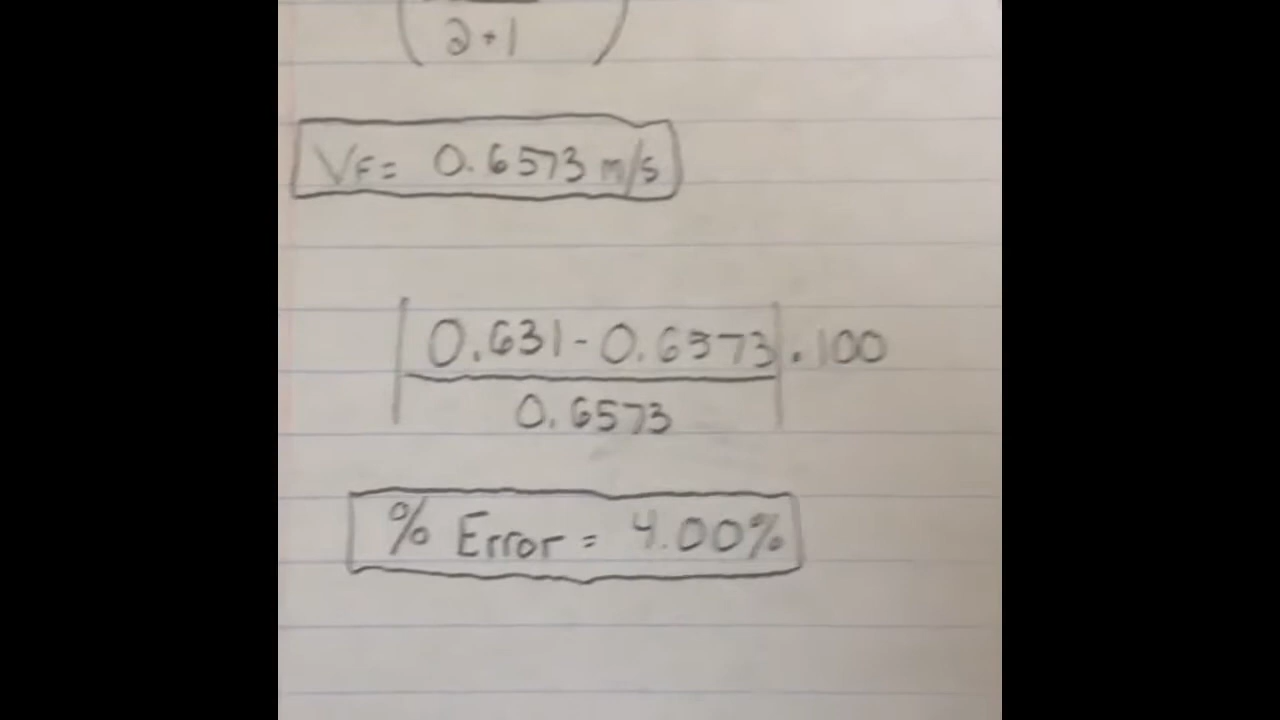 (2+1)
VF= 0.6573 m/s
|0.631-0.6573|.100
0.6573
% Error = 4.00%